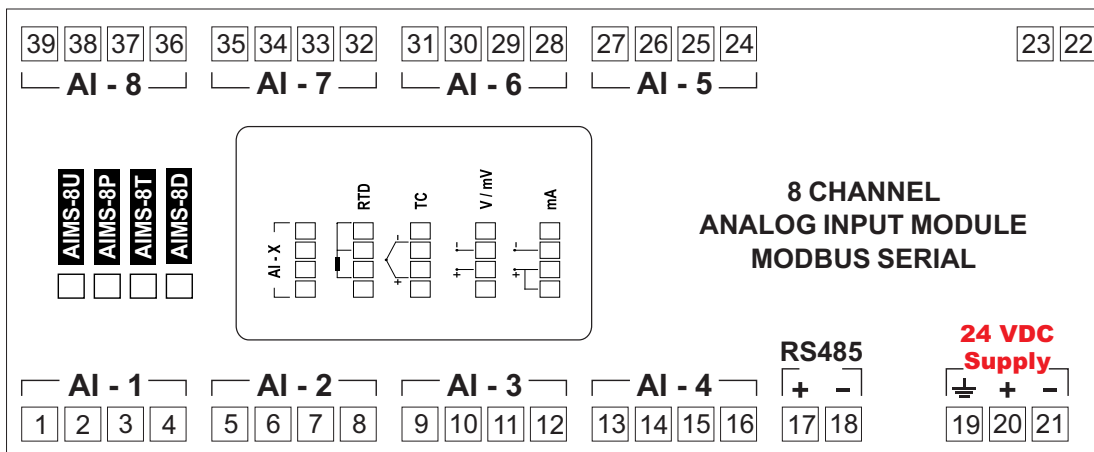 39 38 37 36 35 34 33 32 31 30 29 28 27 26 25 24 23 22
AI - 8 AI - 7 AI - 6 AI - 5
AIMS-8U
AIMS-8P
AIMS-8T
AIMS-8D
AI - X
RTD
TC
V / mV
mA
- + - + - +
8 CHANNEL
ANALOG INPUT MODULE
MODBUS SERIAL
24 VDC
Supply
RS485
AI - 1 AI - 2 AI - 3 AI - 4
+ − + −
1 2 3 4 5 6 7 8 9 10 11 12 13 14 15 16 17 18 19 20 21